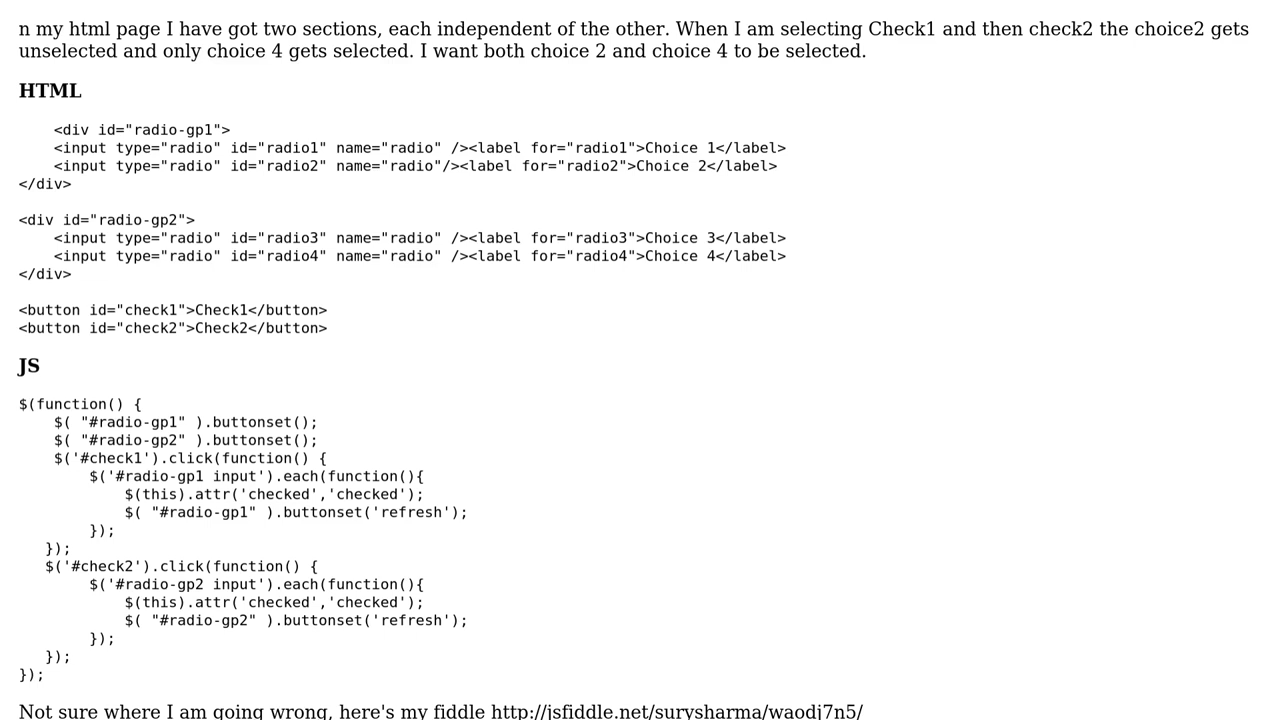 n my html page I have got two sections, each independent of the other. When I am selecting Check1 and then check2 the choice2 gets
unselected and only choice 4 gets selected. I want both choice 2 and choice 4 to be selected.
HTML
    <div id="radio-gp1">
    <input type="radio" id="radio1" name="radio" /><label for="radio1">Choice 1</label>
    <input type="radio" id="radio2" name="radio"/><label for="radio2">Choice 2</label>
</div>
<div id="radio-gp2">
    <input type="radio" id="radio3" name="radio" /><label for="radio3">Choice 3</label>
    <input type="radio" id="radio4" name="radio" /><label for="radio4">Choice 4</label>
</div>
<button id="check1">Check1</button>
<button id="check2">Check2</button>
JS
$(function() {
    $( "#radio-gp1" ).buttonset();
    $( "#radio-gp2" ).buttonset();
    $('#check1').click(function() {
        $('#radio-gp1 input').each(function(){
            $(this).attr('checked','checked');
            $( "#radio-gp1" ).buttonset('refresh');
        });
   });
   $('#check2').click(function() {
        $('#radio-gp2 input').each(function(){
            $(this).attr('checked','checked');
            $( "#radio-gp2" ).buttonset('refresh');
        });
   });
});
Not sure where I am going wrong, here's my fiddle http://jsfiddle.net/surysharma/waodj7n5/